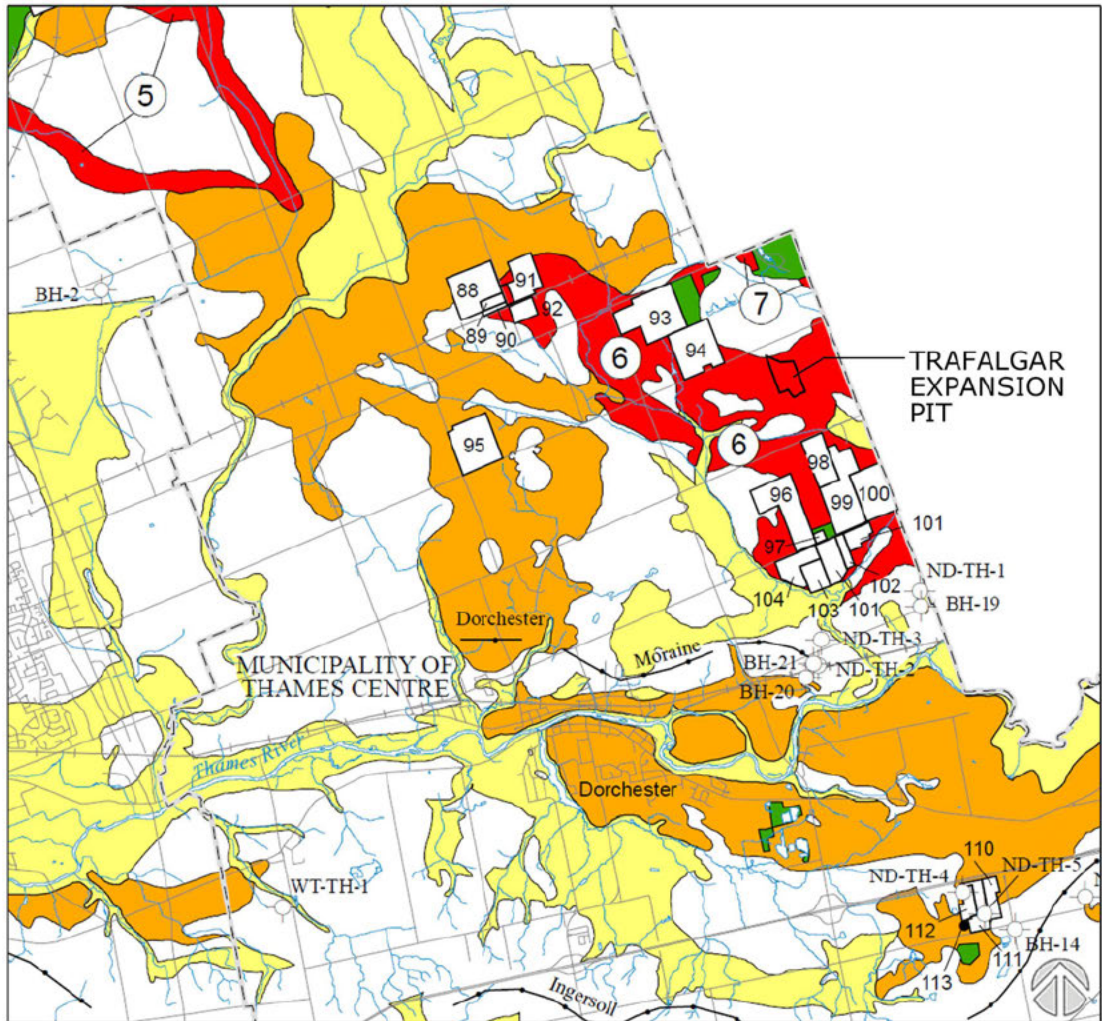 5
BH-2
88
91
89
90
92
93
7
6
94
TRAFALGAR
EXPANSION
PIT
95
6
98
96
99
100
97
101
102
ND-TH-1
104
103
101
BH-19
Dorchester
ND-TH-3
Moraine
BH-21
ND-TH-2
MUNICIPALITY OF
THAMES CENTRE
BH-20
Thames River
Dorchester
110
ND-TH-4
ND-TH-5
WT-TH-1
112
BH-14
111
113
Ingersoll